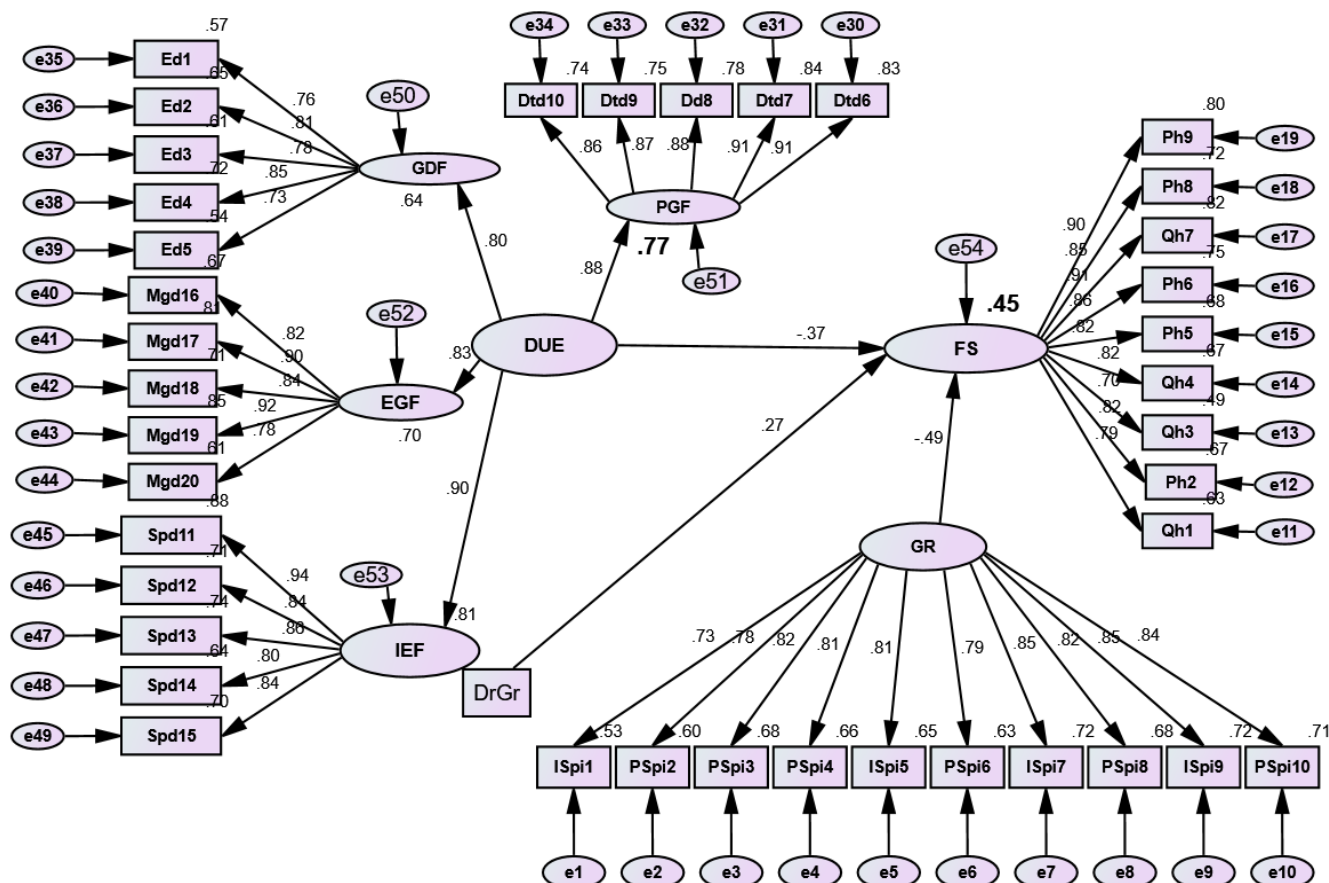 .57
e35 Ed1
.65
e36 Ed2
.61
e37 Ed3
.72
e38 Ed4
.54
e39 Ed5
.76
.81
.78
.85
.73
e50
GDF
.64
.67
e40 Mgd16
.81
e41 Mgd17
.71
e42 Mgd18
.85
e43 Mgd19
.61
e44 Mgd20
.82
.90
.84
.92
.78
e52
EGF
.70
.88
e45 Spd11
.71
e46 Spd12
.74
e47 Spd13
.64
e48 Spd14
.70
e49 Spd15
.94
.84
.86
.80
.84
e53
.81
IEF
DrGr
e34 e33 e32 e31 e30
.74 .75 .78 .84 .83
Dtd10 Dtd9 Dd8 Dtd7 Dtd6
.86 .87 .88 .91 .91
PGF
.77
e51
.80
.88
.83
.90
DUE
-.37
.27
-.49
e54
.45
FS
.80
Ph9 e19
.72
Ph8 e18
.82
Qh7 e17
.75
Ph6 e16
.68
Ph5 e15
.67
Qh4 e14
.49
Qh3 e13
.67
Ph2 e12
.63
Qh1 e11
.90
.85
.91
.86
.82
.82
.70
.82
.79
GR
.73 .78 .82 .81 .81 .79 .85 .82 .85 .84
.53 .60 .68 .66 .65 .63 .72 .68 .72 .71
ISpi1 PSpi2 PSpi3 PSpi4 ISpi5 PSpi6 ISpi7 PSpi8 ISpi9 PSpi10
e1 e2 e3 e4 e5 e6 e7 e8 e9 e10